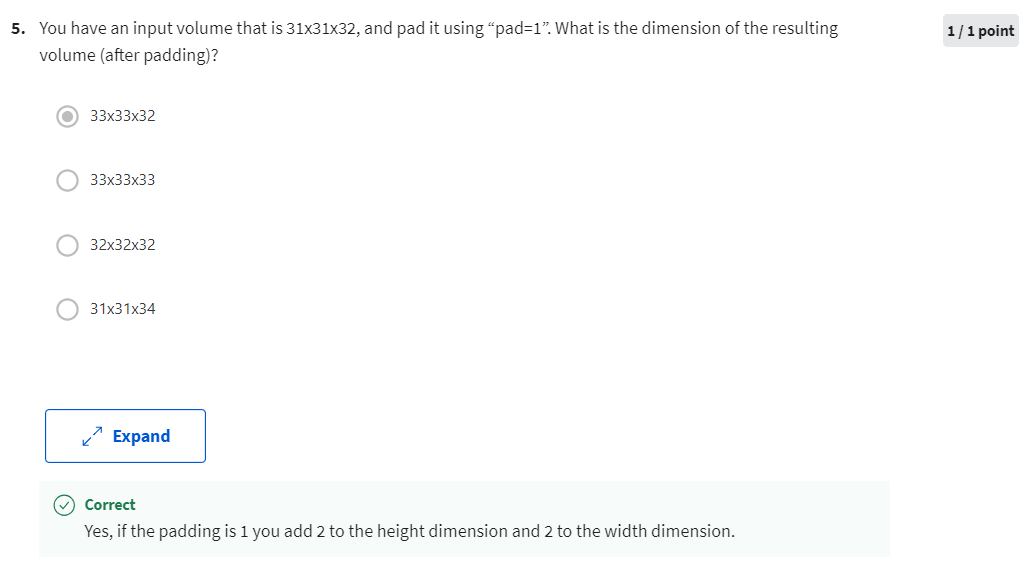 5. You have an input volume that is 31x31x32, and pad it using “pad=1”. What is the dimension of the resulting
volume (after padding)?
1 / 1 point
33x33x32
33x33x33
32x32x32
31x31x34
Expand
Correct
Yes, if the padding is 1 you add 2 to the height dimension and 2 to the width dimension.